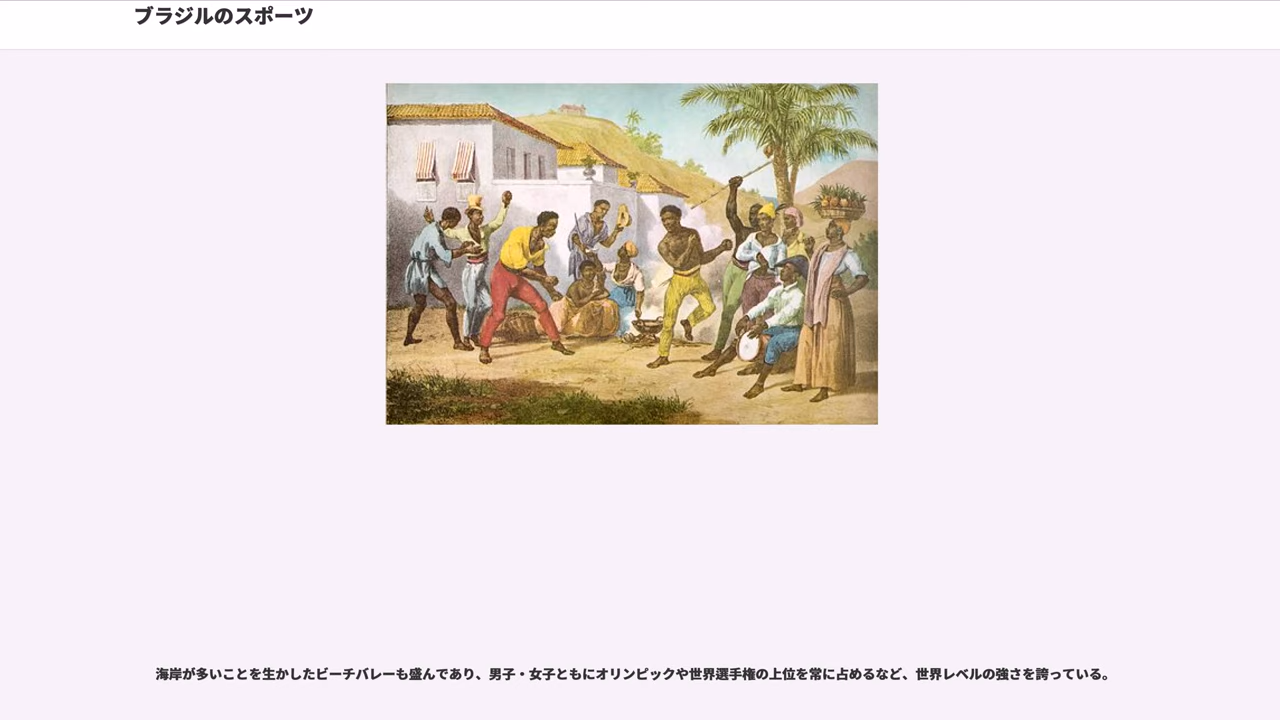 ブラジルのスポーツ
海岸が多いことを生かしたビーチバレーも盛んであり、男子・女子ともにオリンピックや世界選手権の上位を常に占めるなど、世界レベルの強さを誇っている。